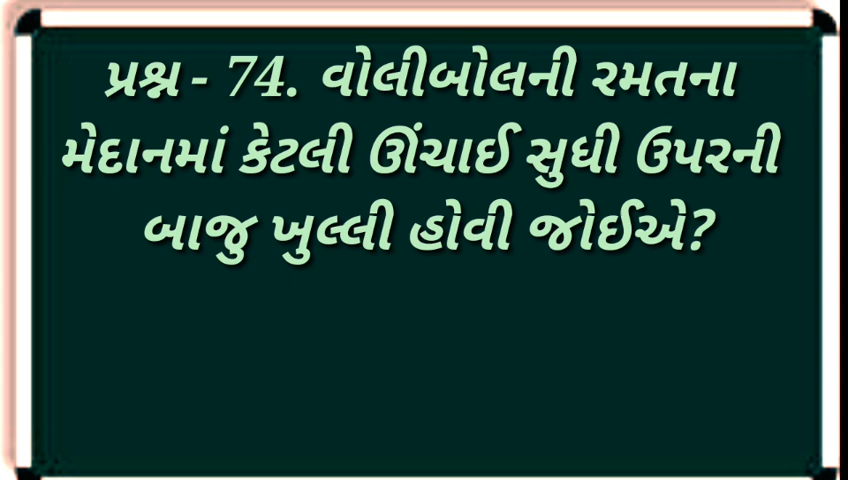 પ્રશ્ન - 74. વોલીબોલની રમતના
મેદાનમાં કેટલી ઊંચાઈ સુધી ઉપરની
બાજુ ખુલ્લી હોવી જોઈએ?